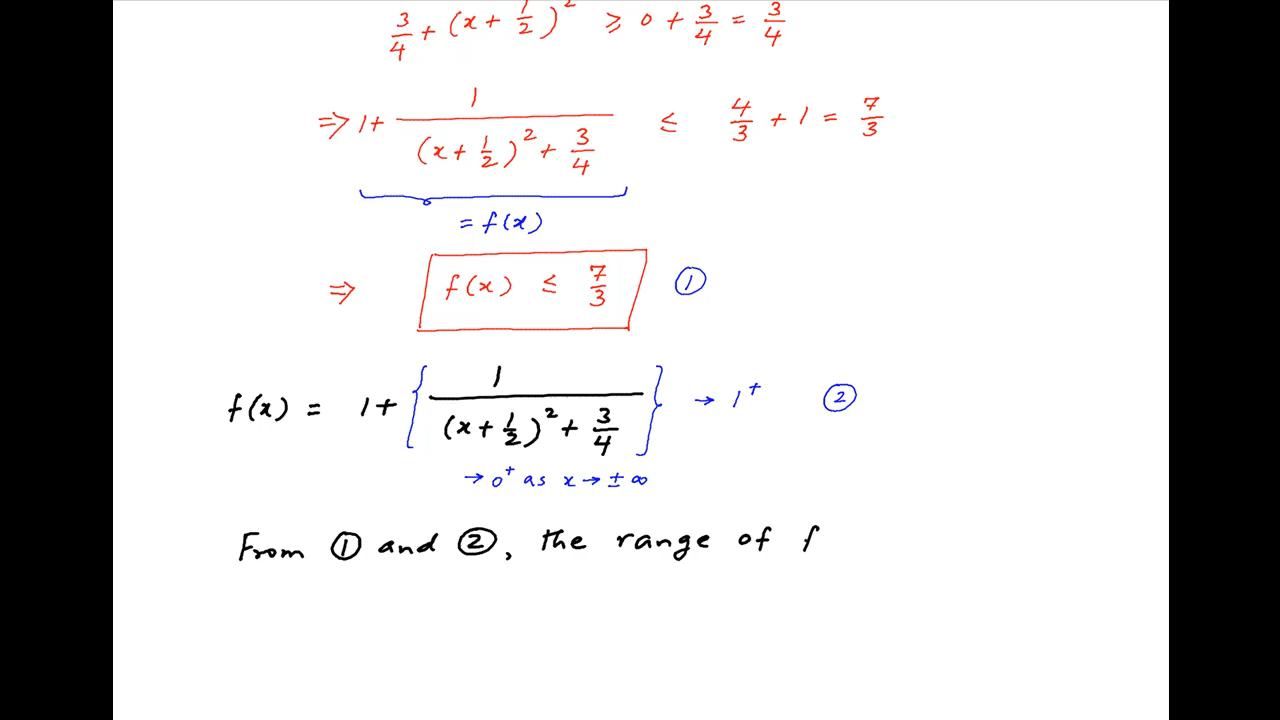 3/4 + (x + 1/2)² ≥ 0 + 3/4 = 3/4
⇒ 1 + 1/((x + 1/2)² + 3/4) ≤ 4/3 + 1 = 7/3
= f(x)
⇒ f(x) ≤ 7/3 ①
f(x) = 1 + { 1/((x + 1/2)² + 3/4) } → 1⁺ ②
→ 0⁺ as x → ± ∞
From ① and ②, the range of f